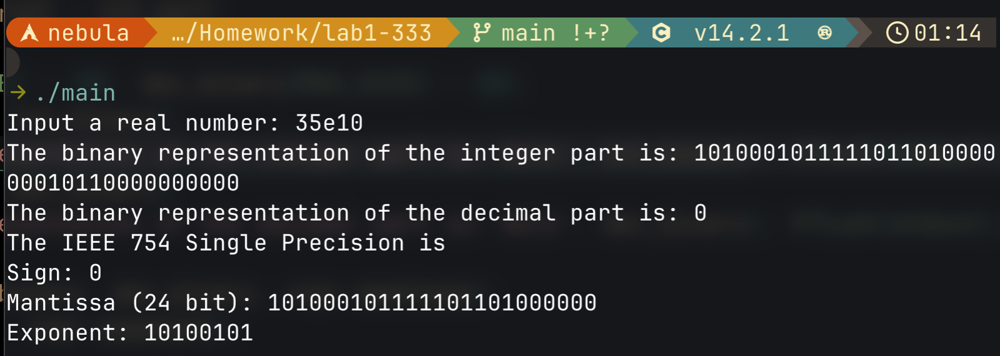 nebula …/Homework/lab1-333 main !+? v14.2.1 01:14
→ ./main
Input a real number: 35e10
The binary representation of the integer part is: 1010001011111011010000
00010110000000000
The binary representation of the decimal part is: 0
The IEEE 754 Single Precision is
Sign: 0
Mantissa (24 bit): 101000101111101101000000
Exponent: 10100101